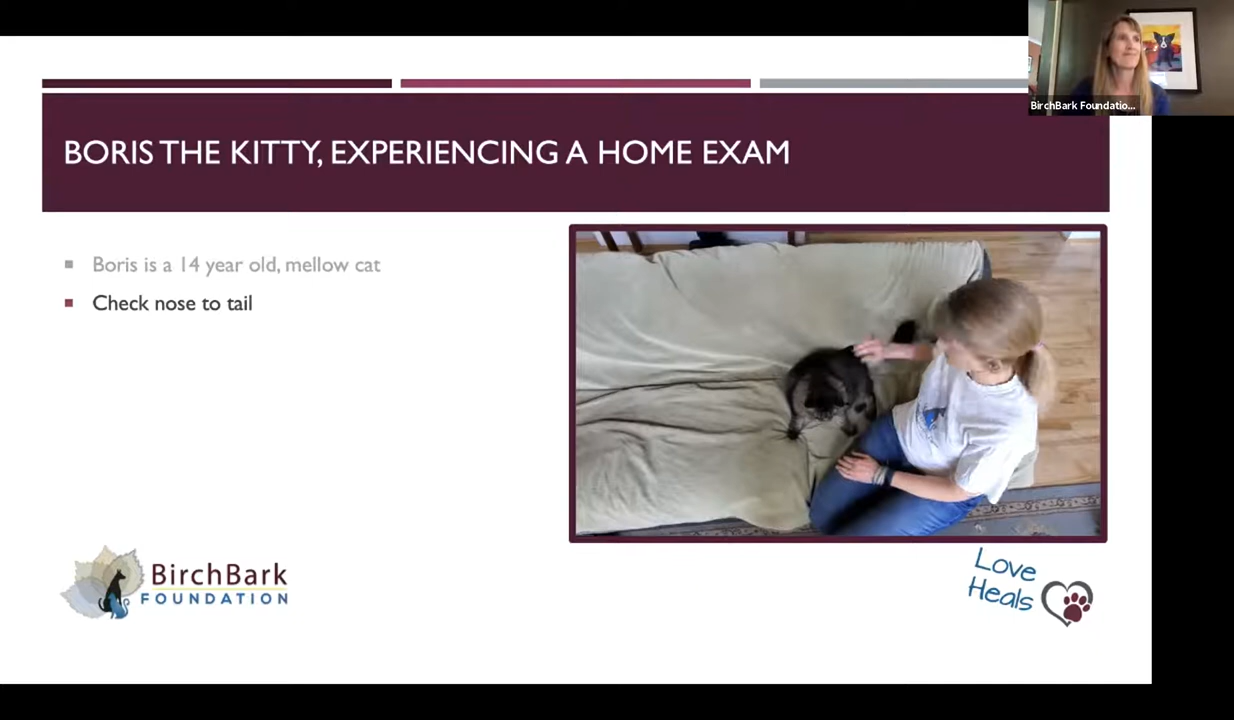 BirchBark Foundatio...
BORIS THE KITTY, EXPERIENCING A HOME EXAM
Boris is a 14 year old, mellow cat
Check nose to tail
BirchBark
FOUNDATION
Love
Heals